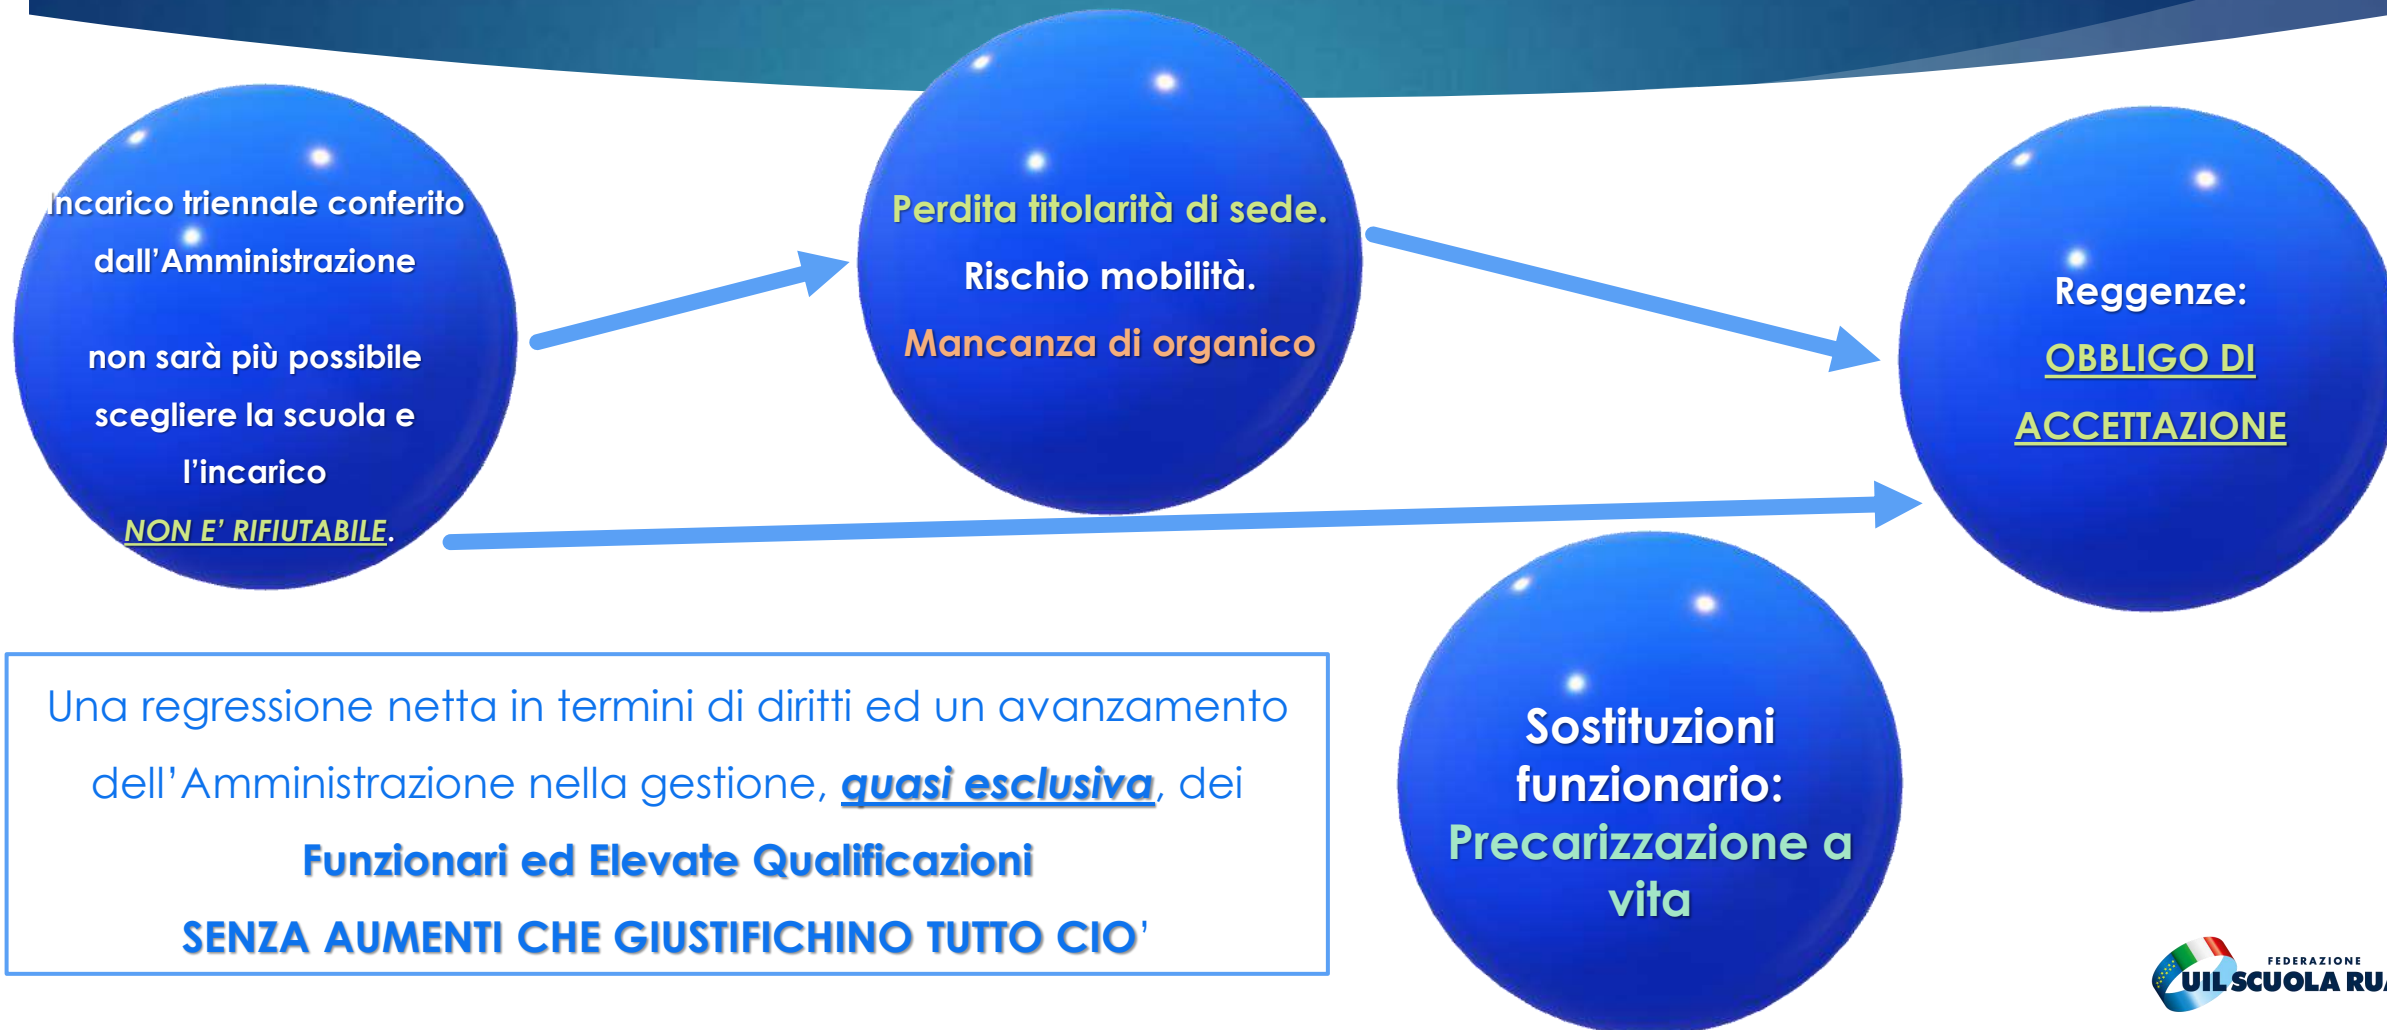 Incarico triennale conferito
dall'Amministrazione
non sarà più possibile
scegliere la scuola e
l'incarico
NON E' RIFIUTABILE.
Perdita titolarità di sede.
Rischio mobilità.
Mancanza di organico
Reggenze:
OBBLIGO DI
ACCETTAZIONE
Una regressione netta in termini di diritti ed un avanzamento
dell'Amministrazione nella gestione, quasi esclusiva, dei
Funzionari ed Elevate Qualificazioni
SENZA AUMENTI CHE GIUSTIFICHINO TUTTO CIO'
Sostituzioni
funzionario:
Precarizzazione a
vita
FEDERAZIONE
UIL SCUOLA RUA